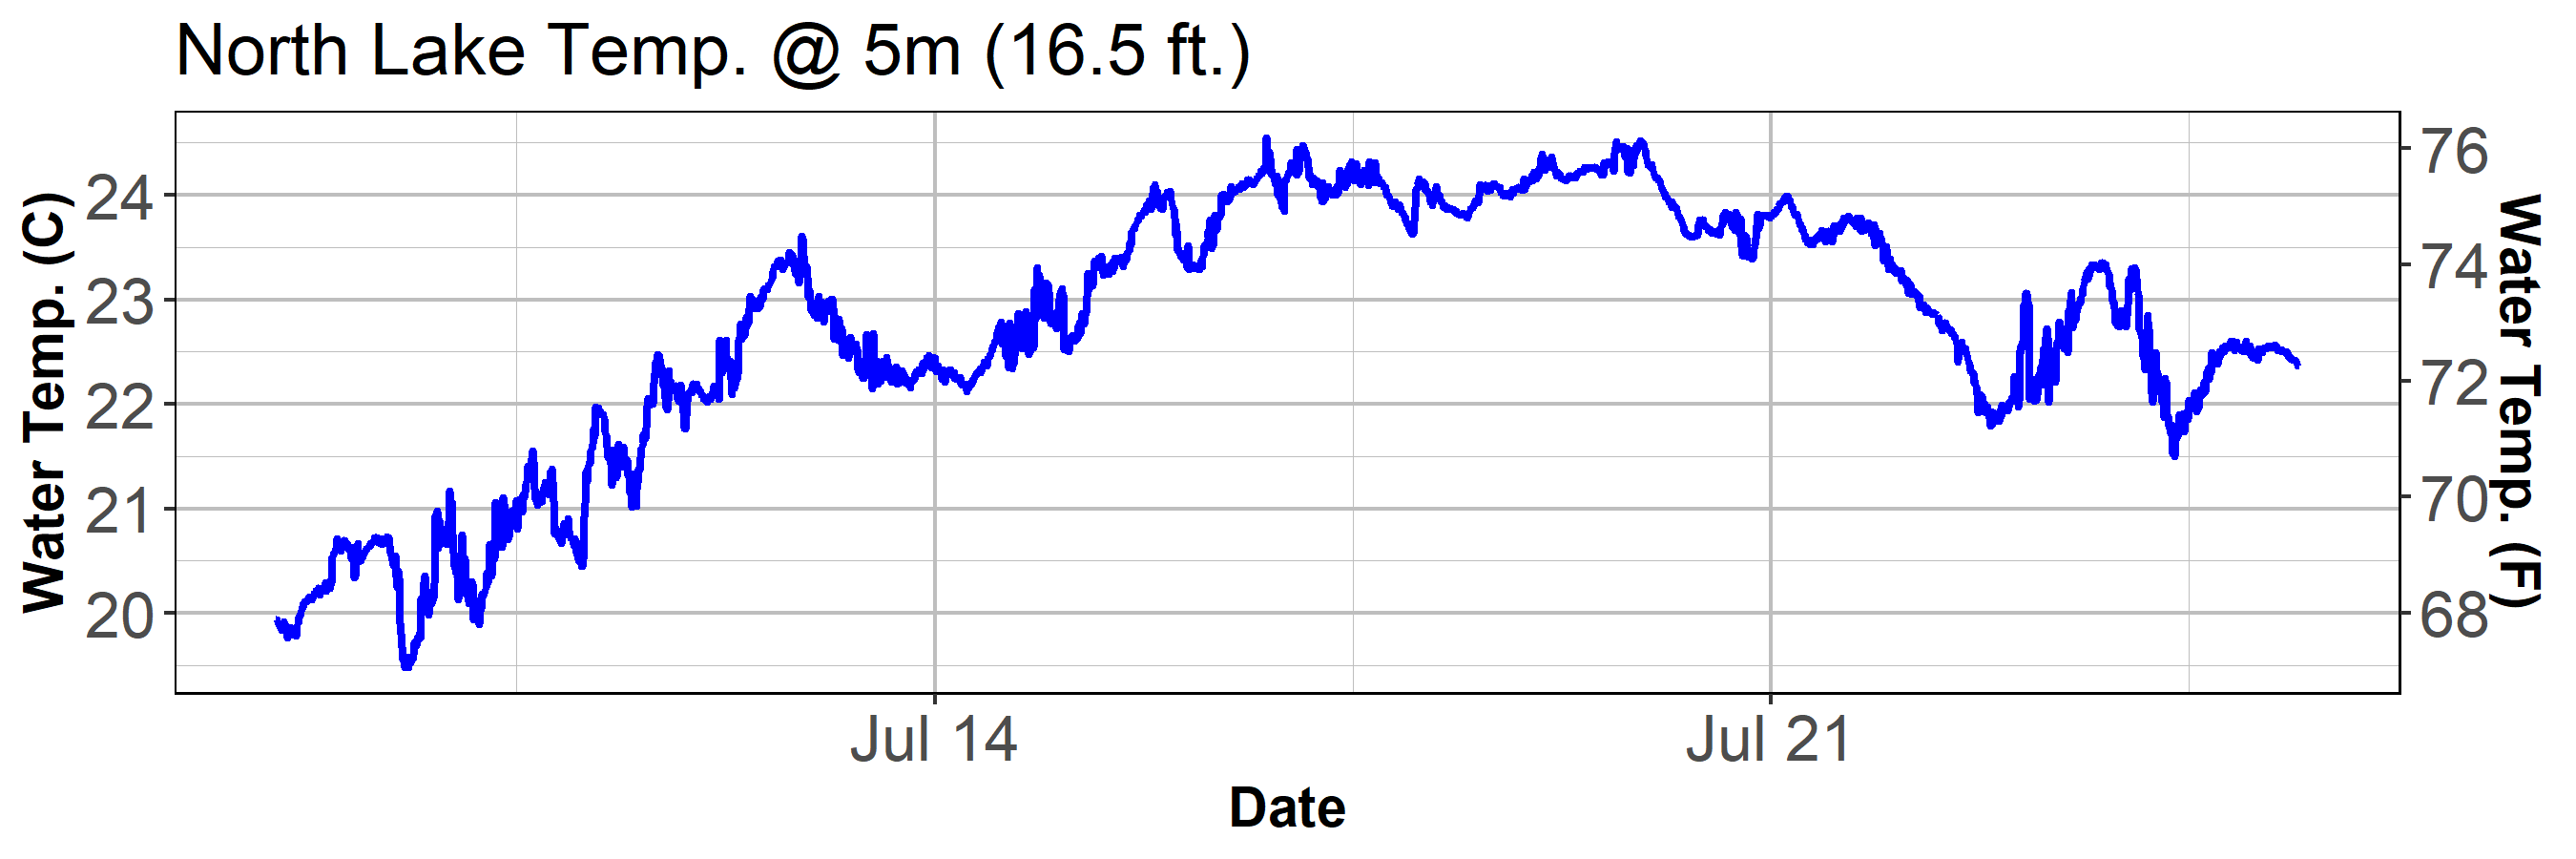 North Lake Temp. @ 5m (16.5 ft.)
Water Temp. (C)
24
23
22
21
20
76
74
72
70
68
Water Temp. (F)
Jul 14
Jul 21
Date